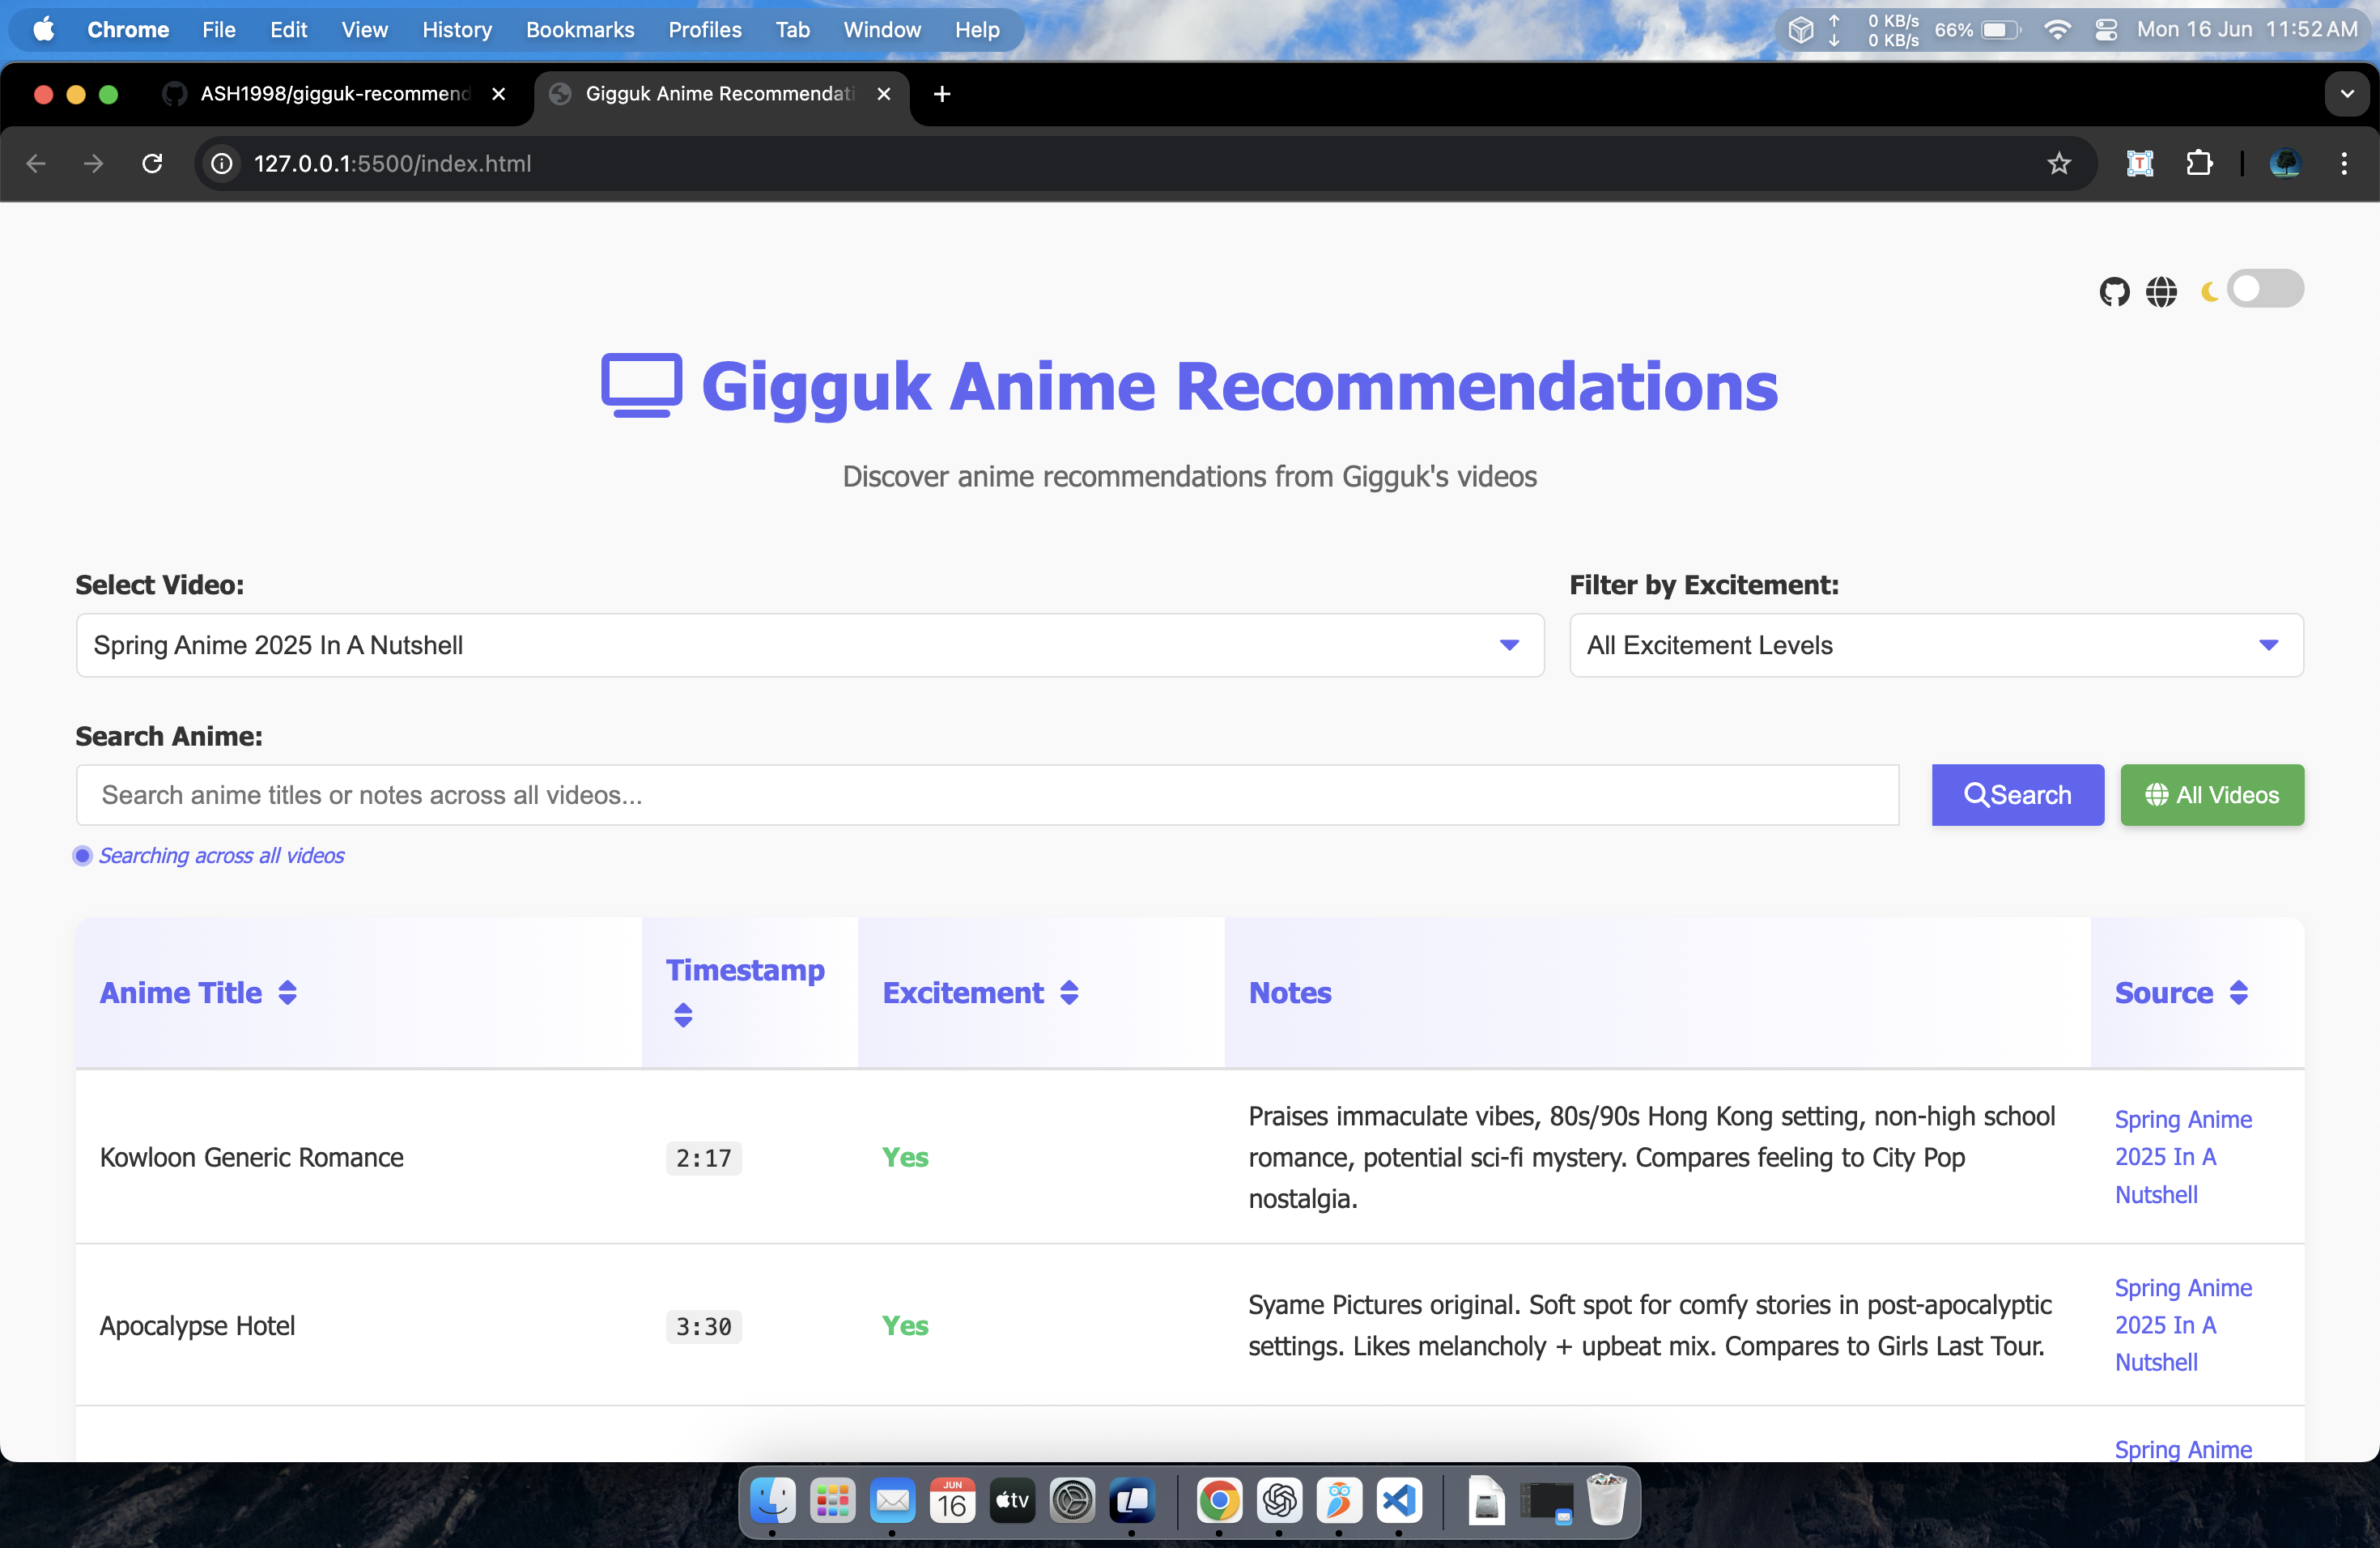 Chrome File Edit View History Bookmarks Profiles Tab Window Help
0 KB/s
0 KB/s
66%
Mon 16 Jun 11:52 AM
ASH1998/gigguk-recommend
Gigguk Anime Recommendati
127.0.0.1:5500/index.html
Gigguk Anime Recommendations
Discover anime recommendations from Gigguk's videos
Select Video:
Spring Anime 2025 In A Nutshell
Filter by Excitement:
All Excitement Levels
Search Anime:
Search anime titles or notes across all videos...
Search
All Videos
Searching across all videos
Anime Title
Timestamp
Excitement
Notes
Source
Kowloon Generic Romance
2:17
Yes
Praises immaculate vibes, 80s/90s Hong Kong setting, non-high school
romance, potential sci-fi mystery. Compares feeling to City Pop
nostalgia.
Spring Anime
2025 In A
Nutshell
Apocalypse Hotel
3:30
Yes
Syame Pictures original. Soft spot for comfy stories in post-apocalyptic
settings. Likes melancholy + upbeat mix. Compares to Girls Last Tour.
Spring Anime
2025 In A
Nutshell
Spring Anime
JUN
16
tv
T